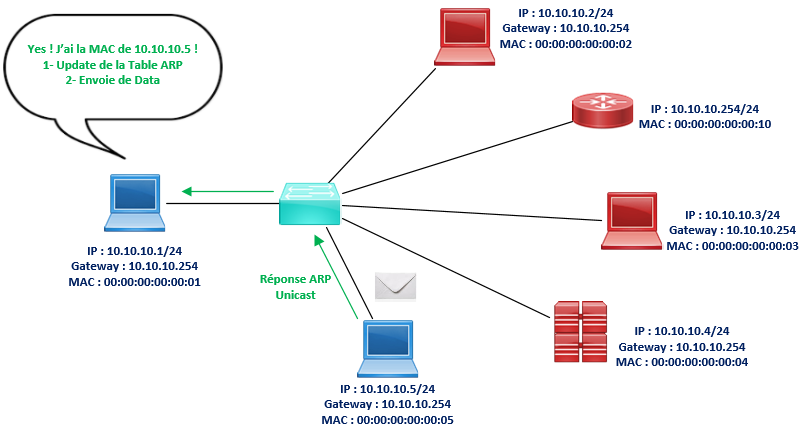 Yes ! J'ai la MAC de 10.10.10.5 !
1- Update de la Table ARP
2- Envoie de Data
IP : 10.10.10.2/24
Gateway : 10.10.10.254
MAC : 00:00:00:00:00:02
IP : 10.10.10.254/24
MAC : 00:00:00:00:00:10
IP : 10.10.10.1/24
Gateway : 10.10.10.254
MAC : 00:00:00:00:00:01
IP : 10.10.10.3/24
Gateway : 10.10.10.254
MAC : 00:00:00:00:00:03
Réponse ARP
Unicast
IP : 10.10.10.4/24
Gateway : 10.10.10.254
MAC : 00:00:00:00:00:04
IP : 10.10.10.5/24
Gateway : 10.10.10.254
MAC : 00:00:00:00:00:05